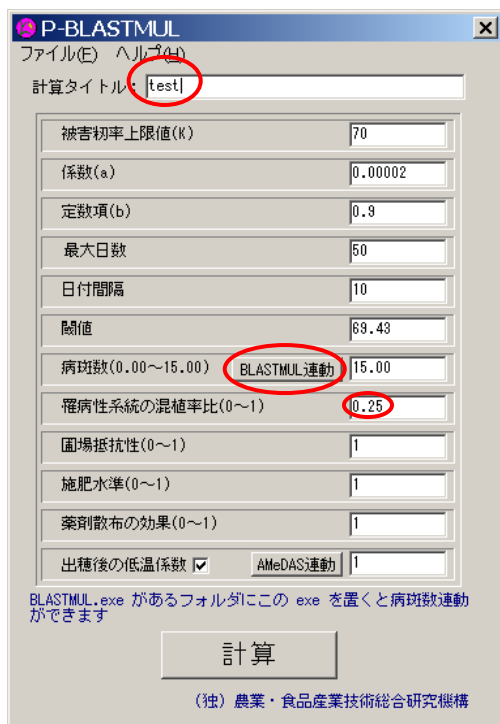 P-BLASTMUL
ファイル(F) ヘルプ(H)
計算タイトル： test
被害籾率上限値(K) 70
係数(a) 0.00002
定数項(b) 0.9
最大日数 50
日付間隔 10
閾値 69.43
病斑数(0.00～15.00) BLASTMUL連動 15.00
罹病性系統の混植率比(0～1) 0.25
圃場抵抗性(0～1) 1
施肥水準(0～1) 1
薬剤散布の効果(0～1) 1
出穂後の低温係数 AMeDAS連動 1
BLASTMUL.exe があるフォルダにこの exe を置くと病斑数連動
ができます
計算
（独）農業・食品産業技術総合研究機構